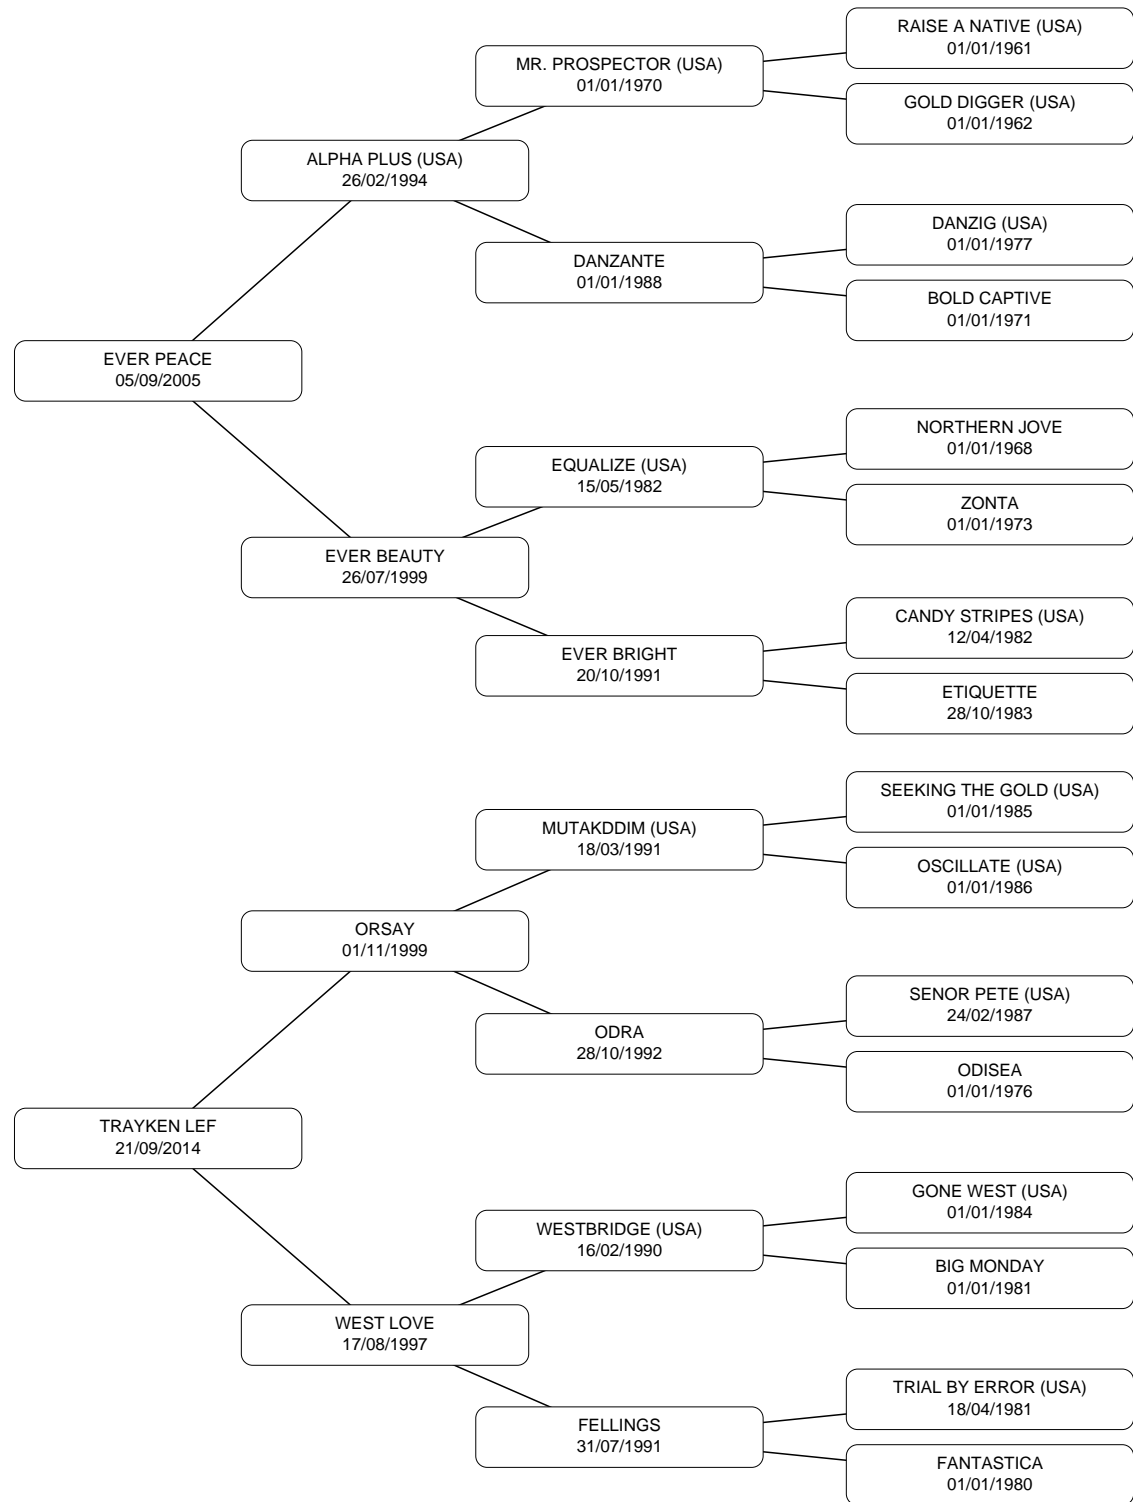 RAISE A NATIVE (USA)
01/01/1961
MR. PROSPECTOR (USA)
01/01/1970
GOLD DIGGER (USA)
01/01/1962
ALPHA PLUS (USA)
26/02/1994
DANZIG (USA)
01/01/1977
DANZANTE
01/01/1988
BOLD CAPTIVE
01/01/1971
EVER PEACE
05/09/2005
NORTHERN JOVE
01/01/1968
EQUALIZE (USA)
15/05/1982
ZONTA
01/01/1973
EVER BEAUTY
26/07/1999
CANDY STRIPES (USA)
12/04/1982
EVER BRIGHT
20/10/1991
ETIQUETTE
28/10/1983
SEEKING THE GOLD (USA)
01/01/1985
MUTAKDDIM (USA)
18/03/1991
OSCILLATE (USA)
01/01/1986
ORSAY
01/11/1999
SENOR PETE (USA)
24/02/1987
ODRA
28/10/1992
ODISEA
01/01/1976
TRAYKEN LEF
21/09/2014
GONE WEST (USA)
01/01/1984
WESTBRIDGE (USA)
16/02/1990
BIG MONDAY
01/01/1981
WEST LOVE
17/08/1997
TRIAL BY ERROR (USA)
18/04/1981
FELLINGS
31/07/1991
FANTASTICA
01/01/1980